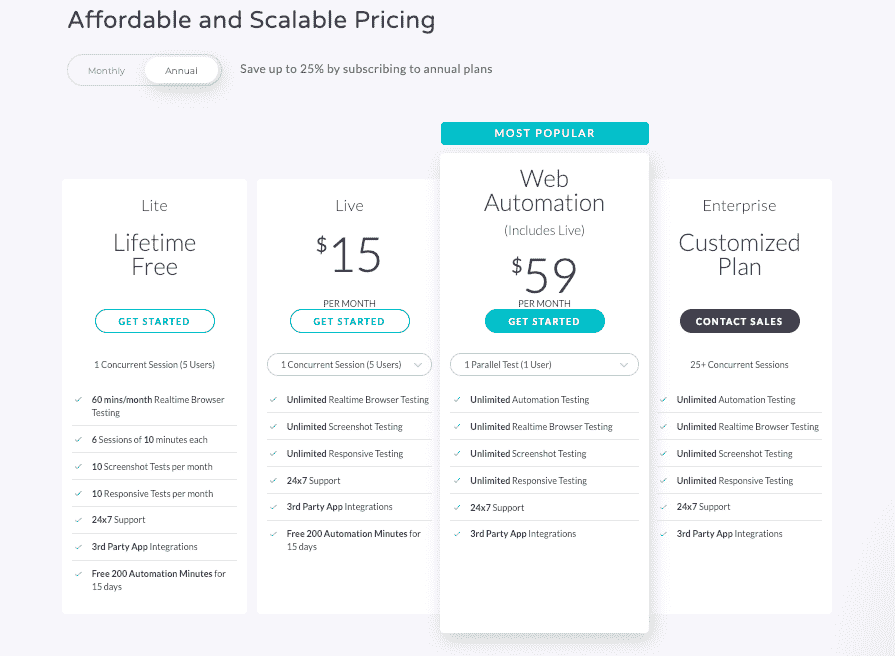 Affordable and Scalable Pricing
Monthly
Annual
Save up to 25% by subscribing to annual plans
Lite
Lifetime
Free
GET STARTED
1 Concurrent Session (5 Users)
60 mins/month Realtime Browser
Testing
6 Sessions of 10 minutes each
10 Screenshot Tests per month
10 Responsive Tests per month
24x7 Support
3rd Party App Integrations
Free 200 Automation Minutes for
15 days
Live
$15
PER MONTH
GET STARTED
1 Concurrent Session (5 Users)
Unlimited Realtime Browser Testing
Unlimited Screenshot Testing
Unlimited Responsive Testing
24x7 Support
3rd Party App Integrations
Free 200 Automation Minutes for
15 days
MOST POPULAR
Web
Automation
(Includes Live)
$59
PER MONTH
GET STARTED
1 Parallel Test (1 User)
Unlimited Automation Testing
Unlimited Realtime Browser Testing
Unlimited Screenshot Testing
Unlimited Responsive Testing
24x7 Support
3rd Party App Integrations
Enterprise
Customized
Plan
CONTACT SALES
25+ Concurrent Sessions
Unlimited Automation Testing
Unlimited Realtime Browser Testing
Unlimited Screenshot Testing
Unlimited Responsive Testing
24x7 Support
3rd Party App Integrations